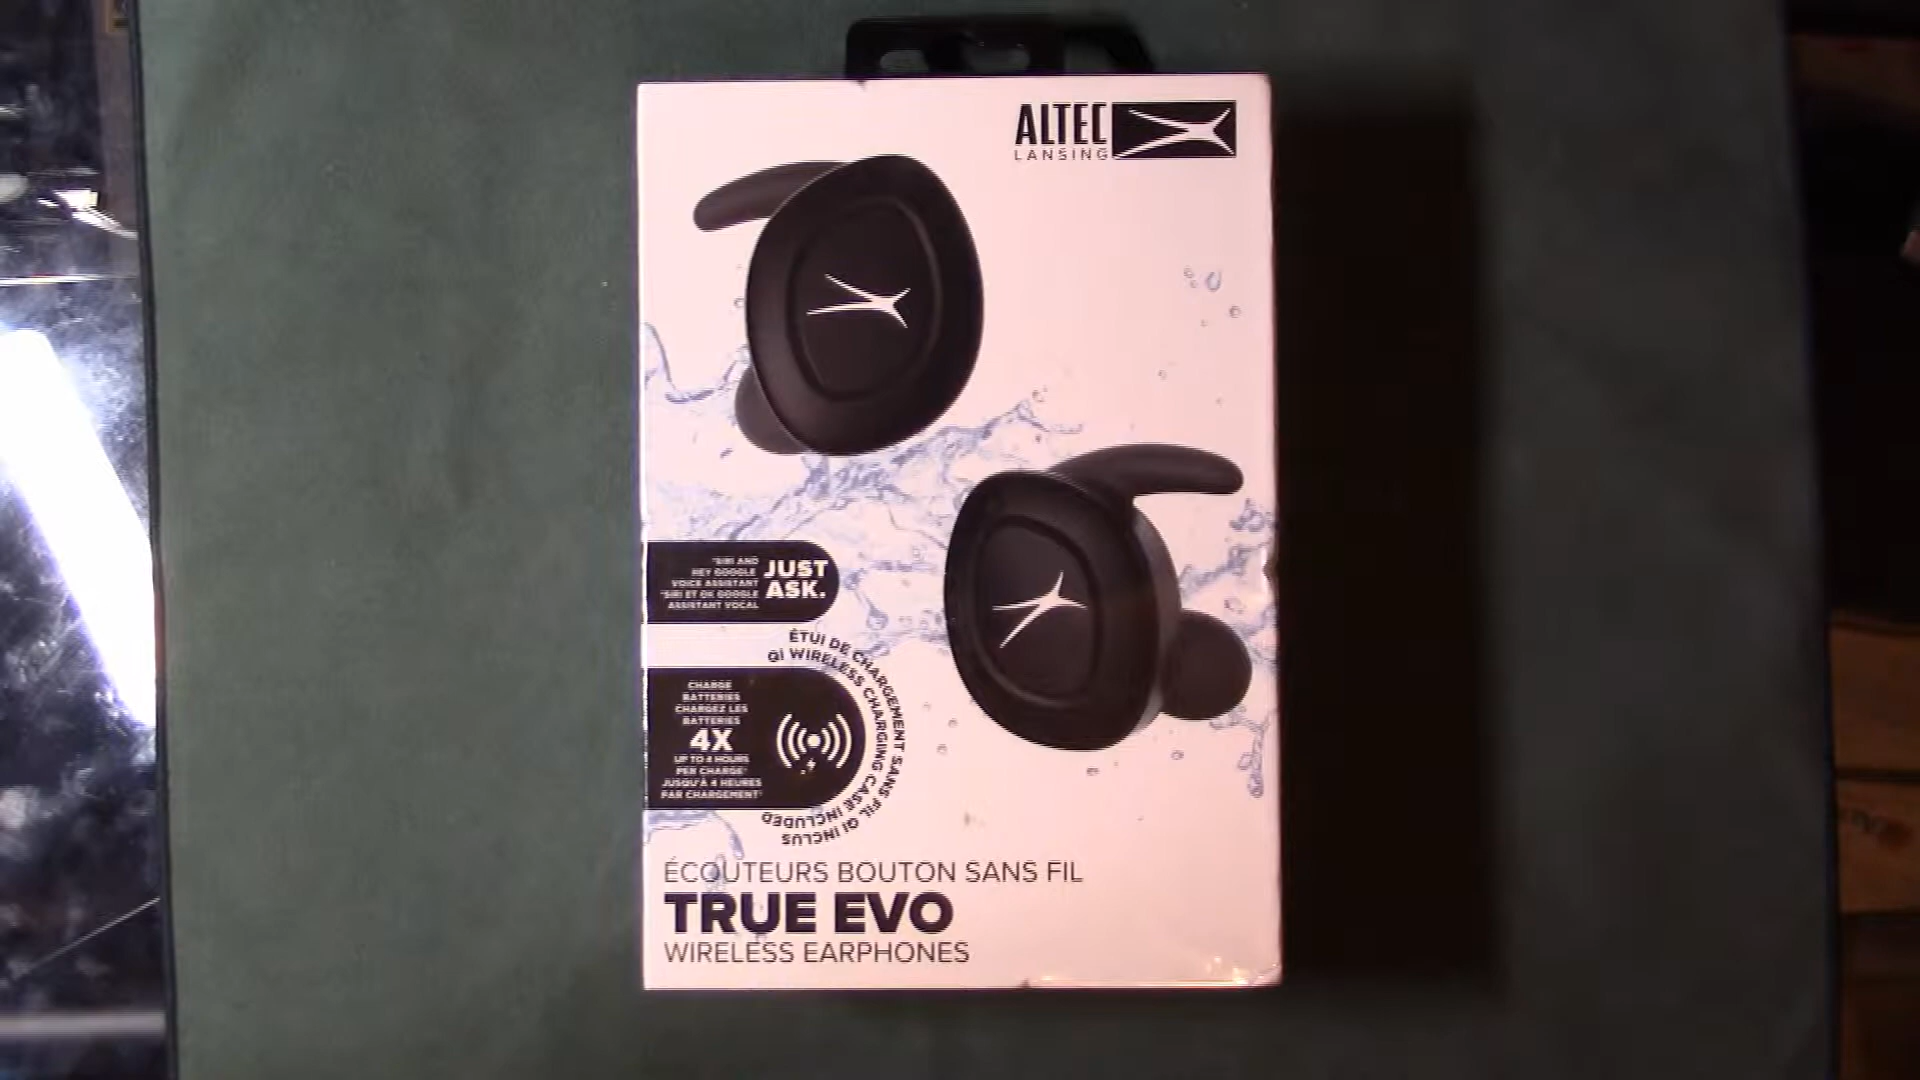 ALTEC
LANSING
*SIRI AND
HEY GOOGLE
VOICE ASSISTANT
*SIRI ET OK GOOGLE
ASSISTANT VOCAL
JUST
ASK.
ÉTUI DE CHARGEMENT SANS FIL QI INCLUS
QI WIRELESS CHARGING CASE INCLUDED
CHARGE
BATTERIES
CHARGEZ LES
BATTERIES
4X
UP TO 4 HOURS
PER CHARGE*
JUSQU'À 4 HEURES
PAR CHARGEMENT*
ÉCOUTEURS BOUTON SANS FIL
TRUE EVO
WIRELESS EARPHONES